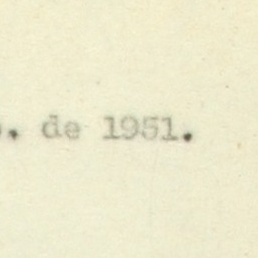 . de 1951.